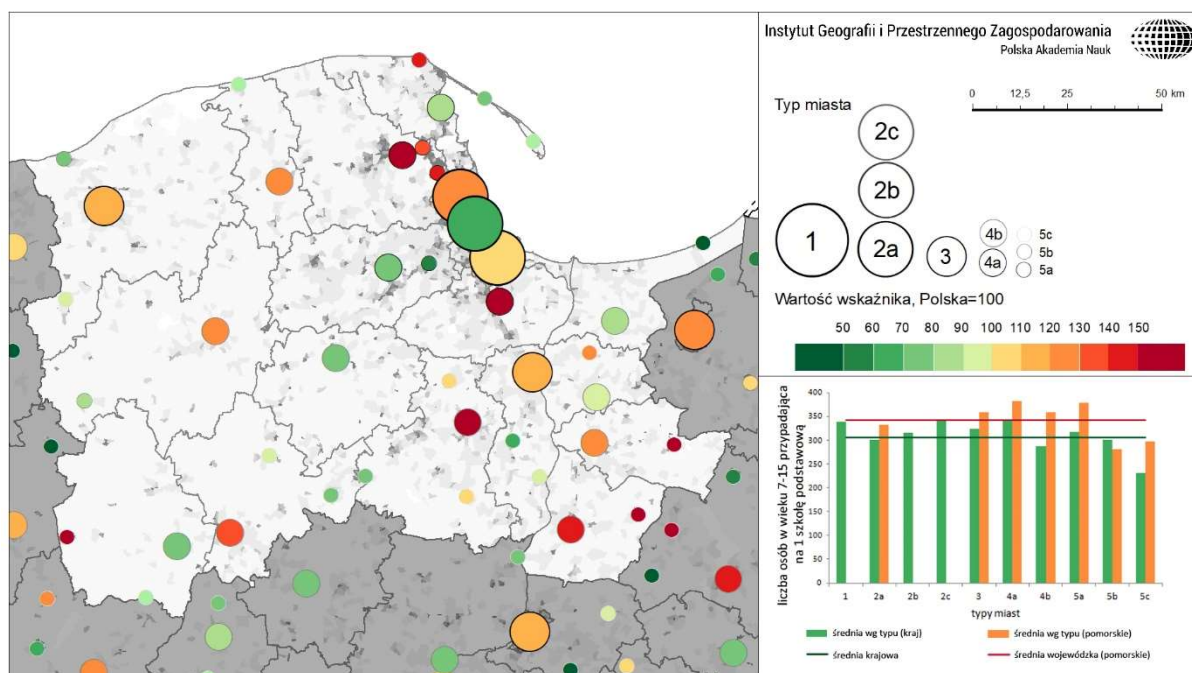 Instytut Geografii i Przestrzennego Zagospodarowania
Polska Akademia Nauk
0 12,5 25 50 km
Typ miasta
2c
2b
1
2a
3
4b
4a
5c
5b
5a
Wartość wskaźnika, Polska=100
50 60 70 80 90 100 110 120 130 140 150
liczba osób w wieku 7-15 przypadająca
na 1 szkołę podstawową
400
350
300
250
200
150
100
50
0
1 2a 2b 2c 3 4a 4b 5a 5b 5c
typy miast
średnia wg typu (kraj)
średnia wg typu (pomorskie)
średnia krajowa
średnia wojewódzka (pomorskie)